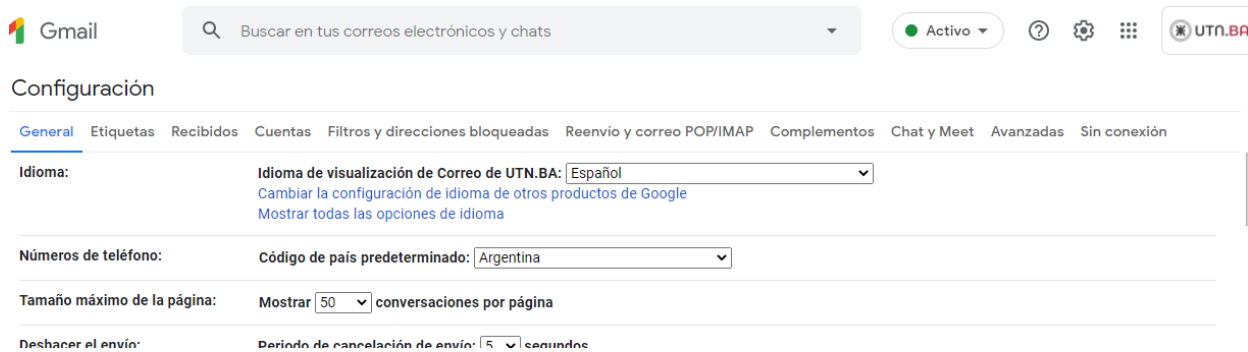 Gmail
Buscar en tus correos electrónicos y chats
Activo
UTN.BA
Configuración
General Etiquetas Recibidos Cuentas Filtros y direcciones bloqueadas Reenvío y correo POP/IMAP Complementos Chat y Meet Avanzadas Sin conexión
Idioma: Idioma de visualización de Correo de UTN.BA: Español
Cambiar la configuración de idioma de otros productos de Google
Mostrar todas las opciones de idioma
Números de teléfono: Código de país predeterminado: Argentina
Tamaño máximo de la página: Mostrar 50 conversaciones por página
Deshacer el envío: Periodo de cancelación de envío: 5 segundos